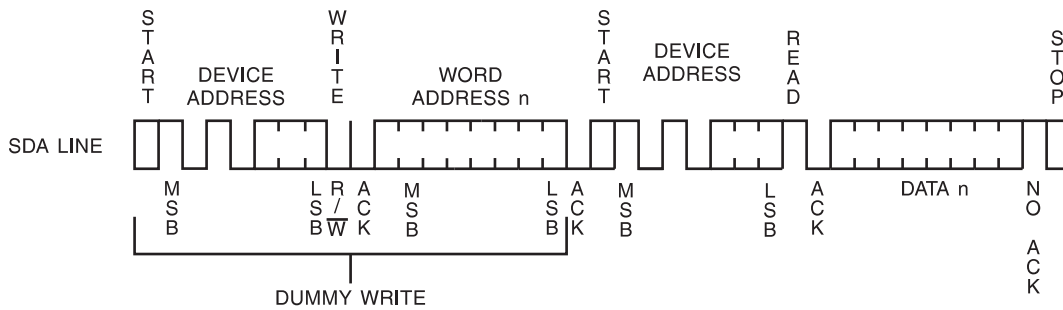 START
DEVICE
ADDRESS
WRITE
WORD
ADDRESS n
START
DEVICE
ADDRESS
READ
STOP
SDA LINE
MSB
LSB
R/W
ACK
MSB
LSB
ACK
MSB
LSB
ACK
DATA n
NO ACK
DUMMY WRITE